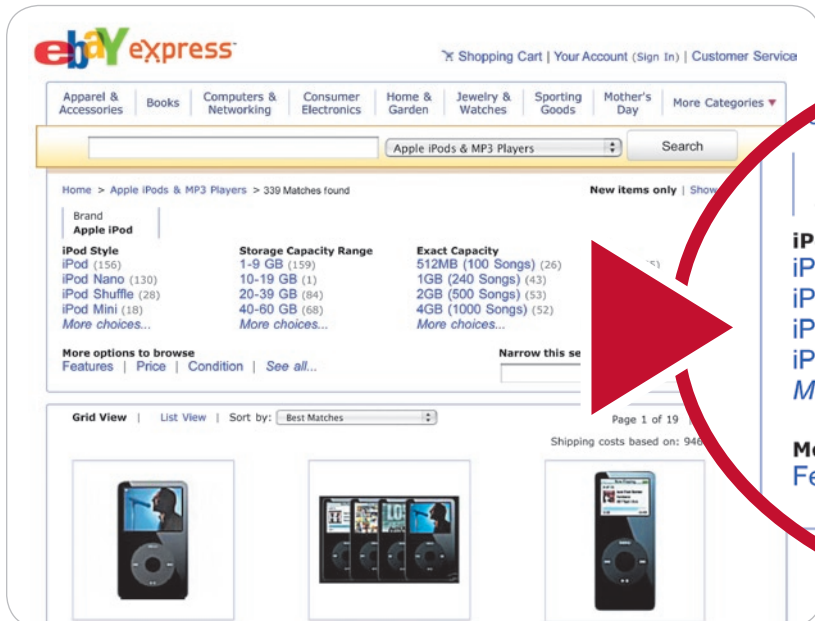 ebay express
Shopping Cart | Your Account (Sign In) | Customer Service
Apparel & Accessories | Books | Computers & Networking | Consumer Electronics | Home & Garden | Jewelry & Watches | Sporting Goods | Mother's Day | More Categories
Apple iPods & MP3 Players Search
Home > Apple iPods & MP3 Players > 339 Matches found New items only | Show
Brand
Apple iPod
iPod Style Storage Capacity Range Exact Capacity
iPod (156) 1-9 GB (159) 512MB (100 Songs) (26)
iPod Nano (130) 10-19 GB (1) 1GB (240 Songs) (43)
iPod Shuffle (28) 20-39 GB (84) 2GB (500 Songs) (53)
iPod Mini (18) 40-60 GB (68) 4GB (1000 Songs) (52)
More choices... More choices... More choices...
More options to browse Narrow this se
Features | Price | Condition | See all...
Grid View | List View | Sort by: Best Matches Page 1 of 19
Shipping costs based on: 946
iP
iP
iP
iP
iP
M
Mo
Fe